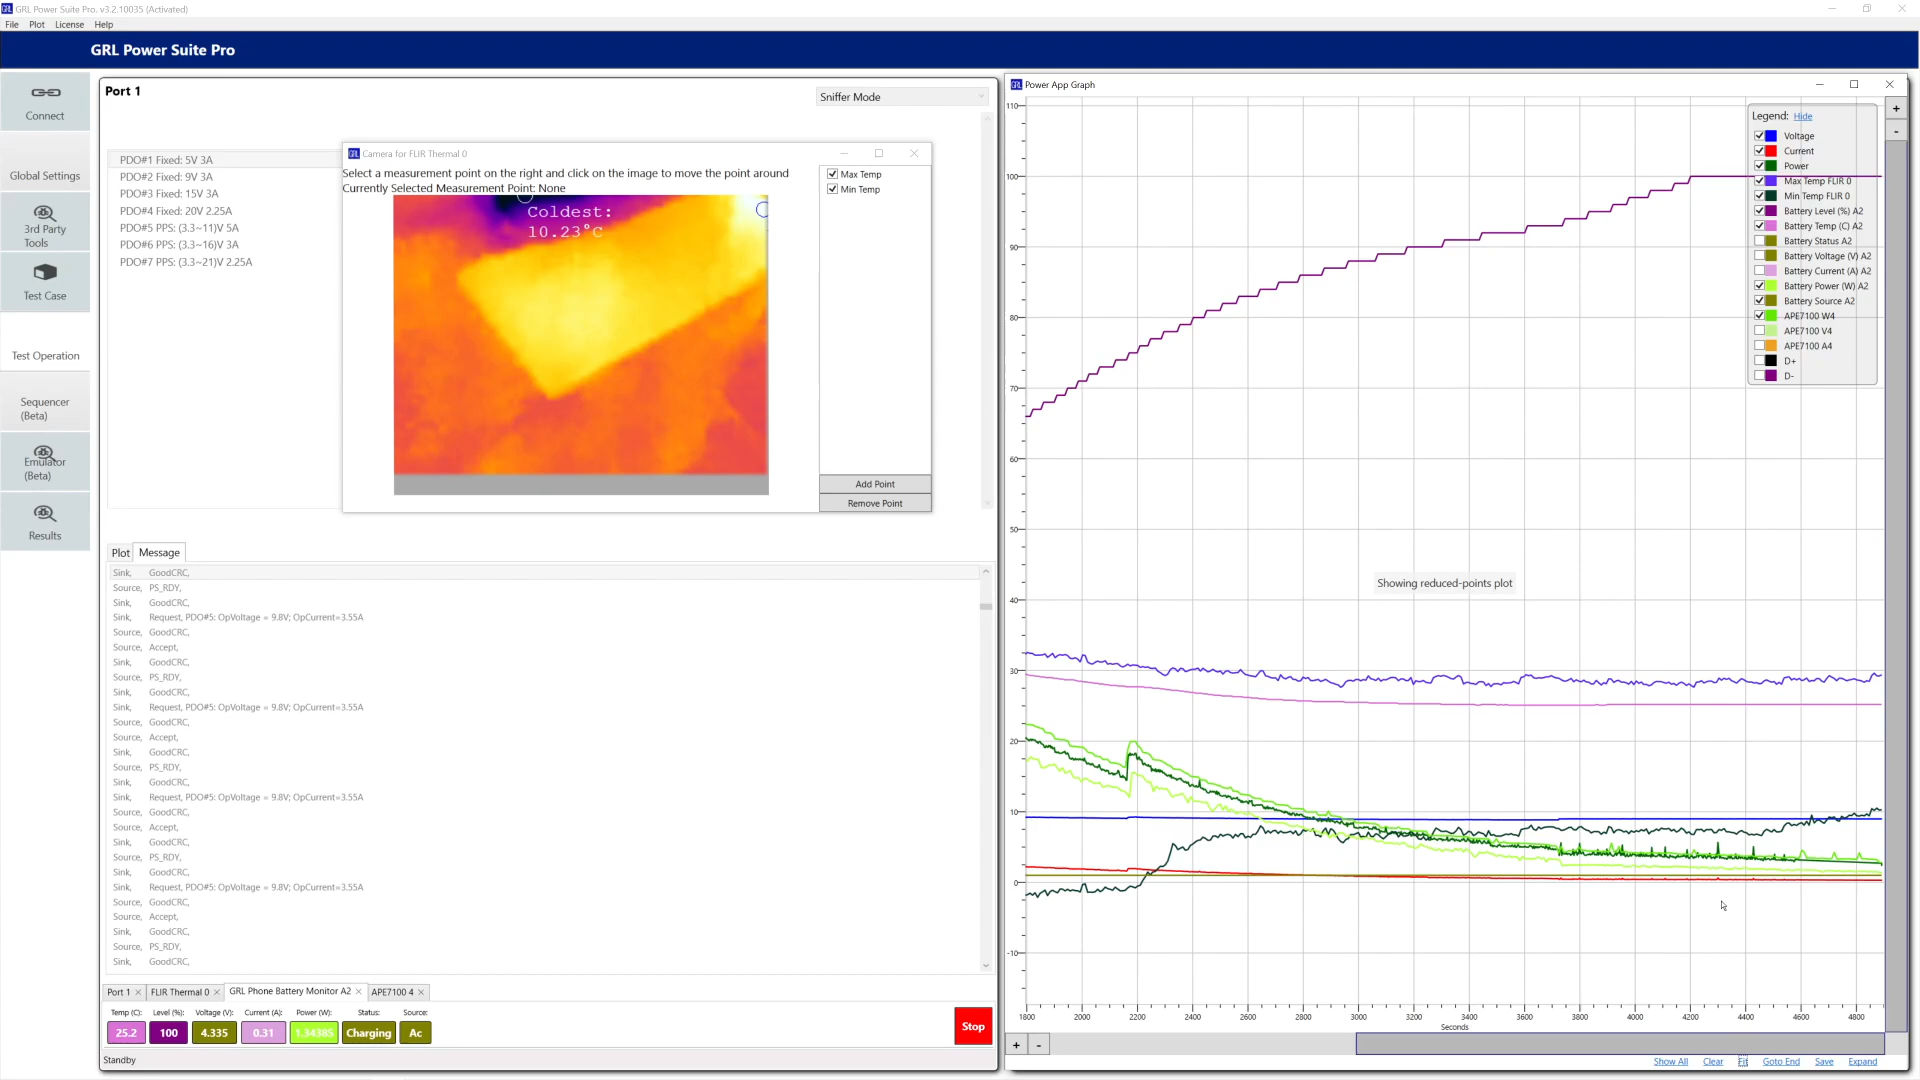 GRL Power Suite Pro. v3.2.10035 (Activated)
File Plot License Help
GRL Power Suite Pro
Connect
Global Settings
3rd Party
Tools
Test Case
Test Operation
Sequencer
(Beta)
Emulator
(Beta)
Results
Port 1
Sniffer Mode
PDO#1 Fixed: 5V 3A
PDO#2 Fixed: 9V 3A
PDO#3 Fixed: 15V 3A
PDO#4 Fixed: 20V 2.25A
PDO#5 PPS: (3.3~11)V 5A
PDO#6 PPS: (3.3~16)V 3A
PDO#7 PPS: (3.3~21)V 2.25A
GRL Camera for FLIR Thermal 0
Select a measurement point on the right and click on the image to move the point around
Currently Selected Measurement Point: None
Coldest:
10.23°C
Max Temp
Min Temp
Add Point
Remove Point
Plot Message
Sink, GoodCRC,
Source, PS_RDY,
Sink, GoodCRC,
Sink, Request, PDO#5: OpVoltage = 9.8V; OpCurrent=3.55A
Source, GoodCRC,
Source, Accept,
Sink, GoodCRC,
Source, PS_RDY,
Sink, GoodCRC,
Sink, Request, PDO#5: OpVoltage = 9.8V; OpCurrent=3.55A
Source, GoodCRC,
Source, Accept,
Sink, GoodCRC,
Source, PS_RDY,
Sink, GoodCRC,
Sink, Request, PDO#5: OpVoltage = 9.8V; OpCurrent=3.55A
Source, GoodCRC,
Source, Accept,
Sink, GoodCRC,
Source, PS_RDY,
Sink, GoodCRC,
Sink, Request, PDO#5: OpVoltage = 9.8V; OpCurrent=3.55A
Source, GoodCRC,
Source, Accept,
Sink, GoodCRC,
Source, PS_RDY,
Sink, GoodCRC,
Port 1 FLIR Thermal 0 GRL Phone Battery Monitor A2 APE7100 4
Temp (C): Level (%): Voltage (V): Current (A): Power (W): Status: Source:
25.2 100 4.335 0.31 1.34385 Charging Ac
Stop
Standby
GRL Power App Graph
Legend: Hide
Voltage
Current
Power
Max Temp FLIR 0
Min Temp FLIR 0
Battery Level (%) A2
Battery Temp (C) A2
Battery Status A2
Battery Voltage (V) A2
Battery Current (A) A2
Battery Power (W) A2
Battery Source A2
APE7100 W4
APE7100 V4
APE7100 A4
D+
D-
110
100
90
80
70
60
50
40
30
20
10
0
-10
Showing reduced-points plot
1800 2000 2200 2400 2600 2800 3000 3200 3400 3600 3800 4000 4200 4400 4600 4800
Seconds
+ -
Show All Clear Fit Goto End Save Expand